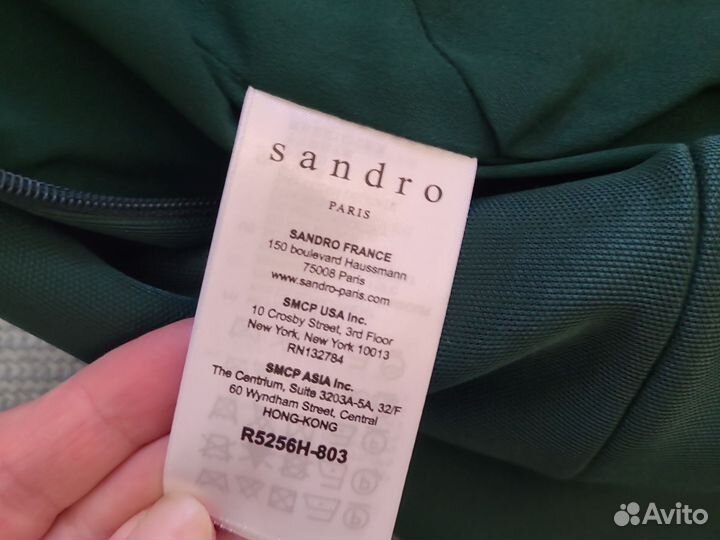 sandro
PARIS
SANDRO FRANCE
150 boulevard Haussmann
75008 Paris
www.sandro-paris.com
SMCP USA Inc.
10 Crosby Street, 3rd Floor
New York, New York 10013
RN132784
SMCP ASIA Inc.
The Centrium, Suite 3203A-5A, 32/F
60 Wyndham Street, Central
HONG-KONG
R5256H-803
Avito